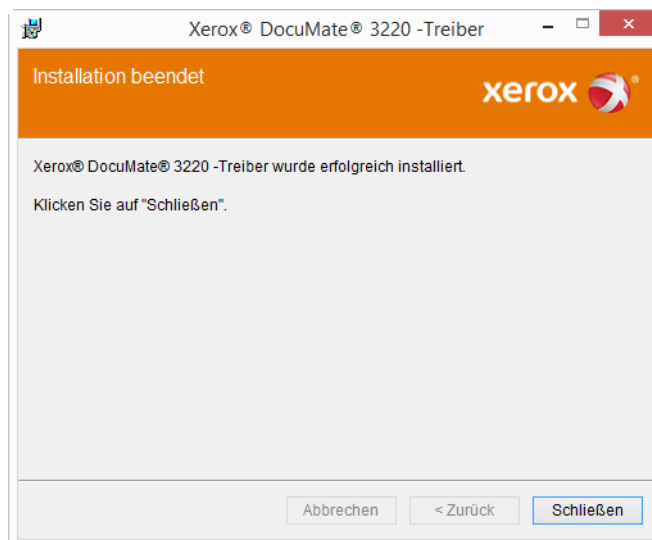 Xerox® DocuMate® 3220 -Treiber
Installation beendet
xerox
Xerox® DocuMate® 3220 -Treiber wurde erfolgreich installiert.
Klicken Sie auf "Schließen".
Abbrechen
< Zurück
Schließen